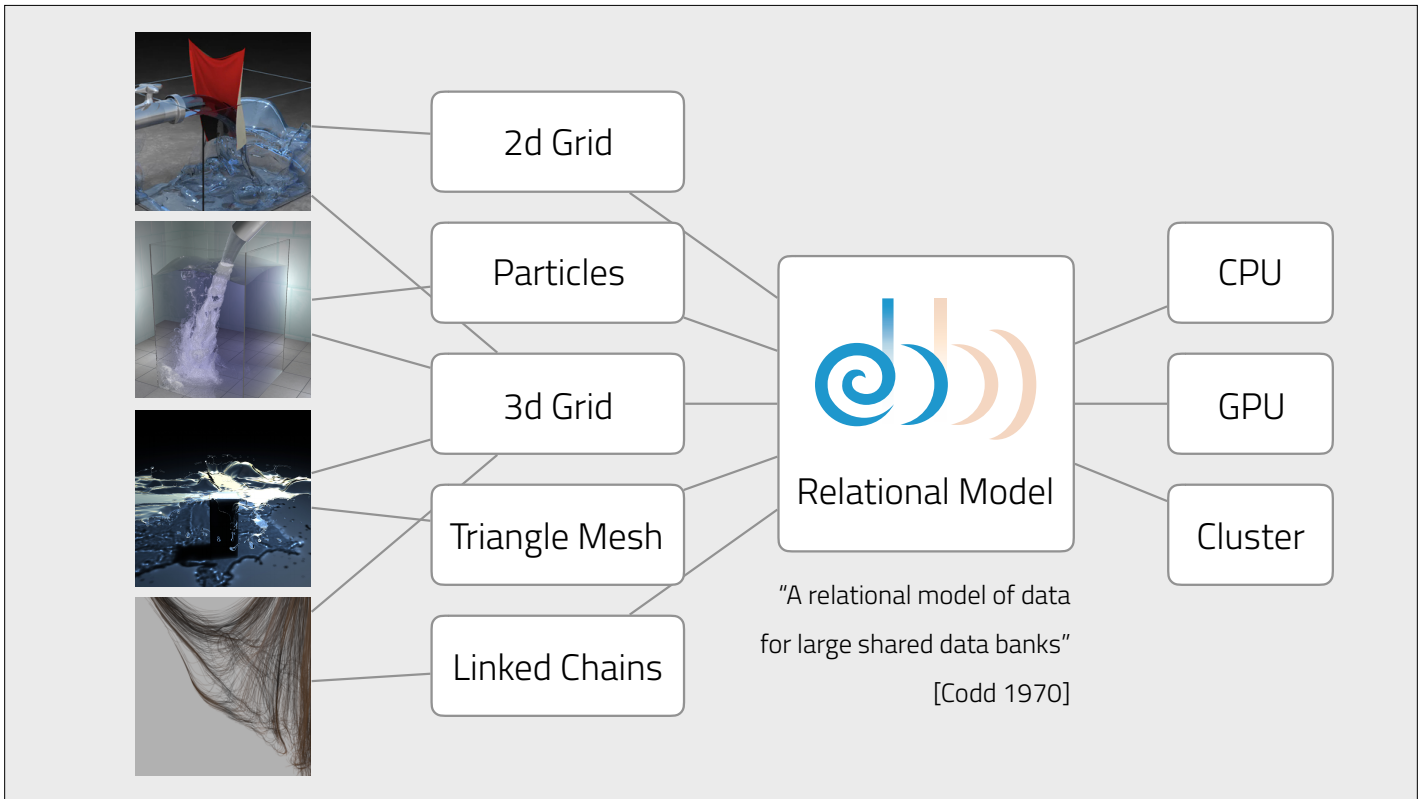 2d Grid
Particles
3d Grid
Triangle Mesh
Linked Chains
Relational Model
“A relational model of data
for large shared data banks”
[Codd 1970]
CPU
GPU
Cluster